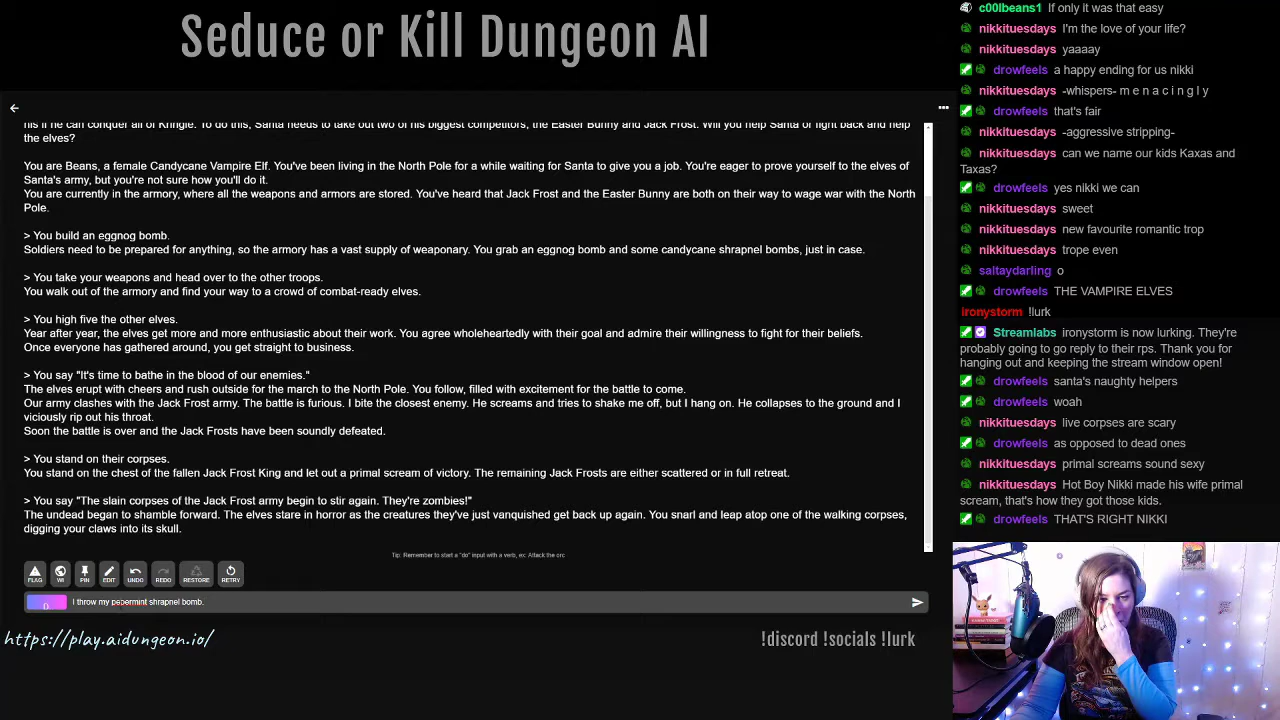 Seduce or Kill Dungeon AI
his if he can conquer all of Kringle. To do this, Santa needs to take out two of his biggest competitors, the Easter Bunny and Jack Frost. Will you help Santa or fight back and help
the elves?
You are Beans, a female Candycane Vampire Elf. You've been living in the North Pole for a while waiting for Santa to give you a job. You're eager to prove yourself to the elves of
Santa's army, but you're not sure how you'll do it.
You are currently in the armory, where all the weapons and armors are stored. You've heard that Jack Frost and the Easter Bunny are both on their way to wage war with the North
Pole.
> You build an eggnog bomb.
Soldiers need to be prepared for anything, so the armory has a vast supply of weaponary. You grab an eggnog bomb and some candycane shrapnel bombs, just in case.
> You take your weapons and head over to the other troops.
You walk out of the armory and find your way to a crowd of combat-ready elves.
> You high five the other elves.
Year after year, the elves get more and more enthusiastic about their work. You agree wholeheartedly with their goal and admire their willingness to fight for their beliefs.
Once everyone has gathered around, you get straight to business.
> You say "It's time to bathe in the blood of our enemies."
The elves erupt with cheers and rush outside for the march to the North Pole. You follow, filled with excitement for the battle to come.
Our army clashes with the Jack Frost army. The battle is furious. I bite the closest enemy. He screams and tries to shake me off, but I hang on. He collapses to the ground and I
viciously rip out his throat.
Soon the battle is over and the Jack Frosts have been soundly defeated.
> You stand on their corpses.
You stand on the chest of the fallen Jack Frost King and let out a primal scream of victory. The remaining Jack Frosts are either scattered or in full retreat.
> You say "The slain corpses of the Jack Frost army begin to stir again. They're zombies!"
The undead began to shamble forward. The elves stare in horror as the creatures they've just vanquished get back up again. You snarl and leap atop one of the walking corpses,
digging your claws into its skull.
Tip: Remember to start a "do" input with a verb, ex: Attack the orc
FLAG WI PIN EDIT UNDO REDO RESTORE RETRY
I throw my pebermint shrapnel bomb.
https://play.aidungeon.io/
!discord !socials !lurk
c00lbeans1 If only it was that easy
nikkituesdays I'm the love of your life?
nikkituesdays yaaaay
drowfeels a happy ending for us nikki
nikkituesdays -whispers- m e n a c i n g l y
drowfeels that's fair
nikkituesdays -aggressive stripping-
nikkituesdays can we name our kids Kaxas and
Taxas?
drowfeels yes nikki we can
nikkituesdays sweet
nikkituesdays new favourite romantic trop
nikkituesdays trope even
saltaydarling o
drowfeels THE VAMPIRE ELVES
ironystorm !lurk
Streamlabs ironystorm is now lurking. They're
probably going to go reply to their rps. Thank you for
hanging out and keeping the stream window open!
drowfeels santa's naughty helpers
drowfeels woah
nikkituesdays live corpses are scary
drowfeels as opposed to dead ones
nikkituesdays primal screams sound sexy
nikkituesdays Hot Boy Nikki made his wife primal
scream, that's how they got those kids.
drowfeels THAT'S RIGHT NIKKI